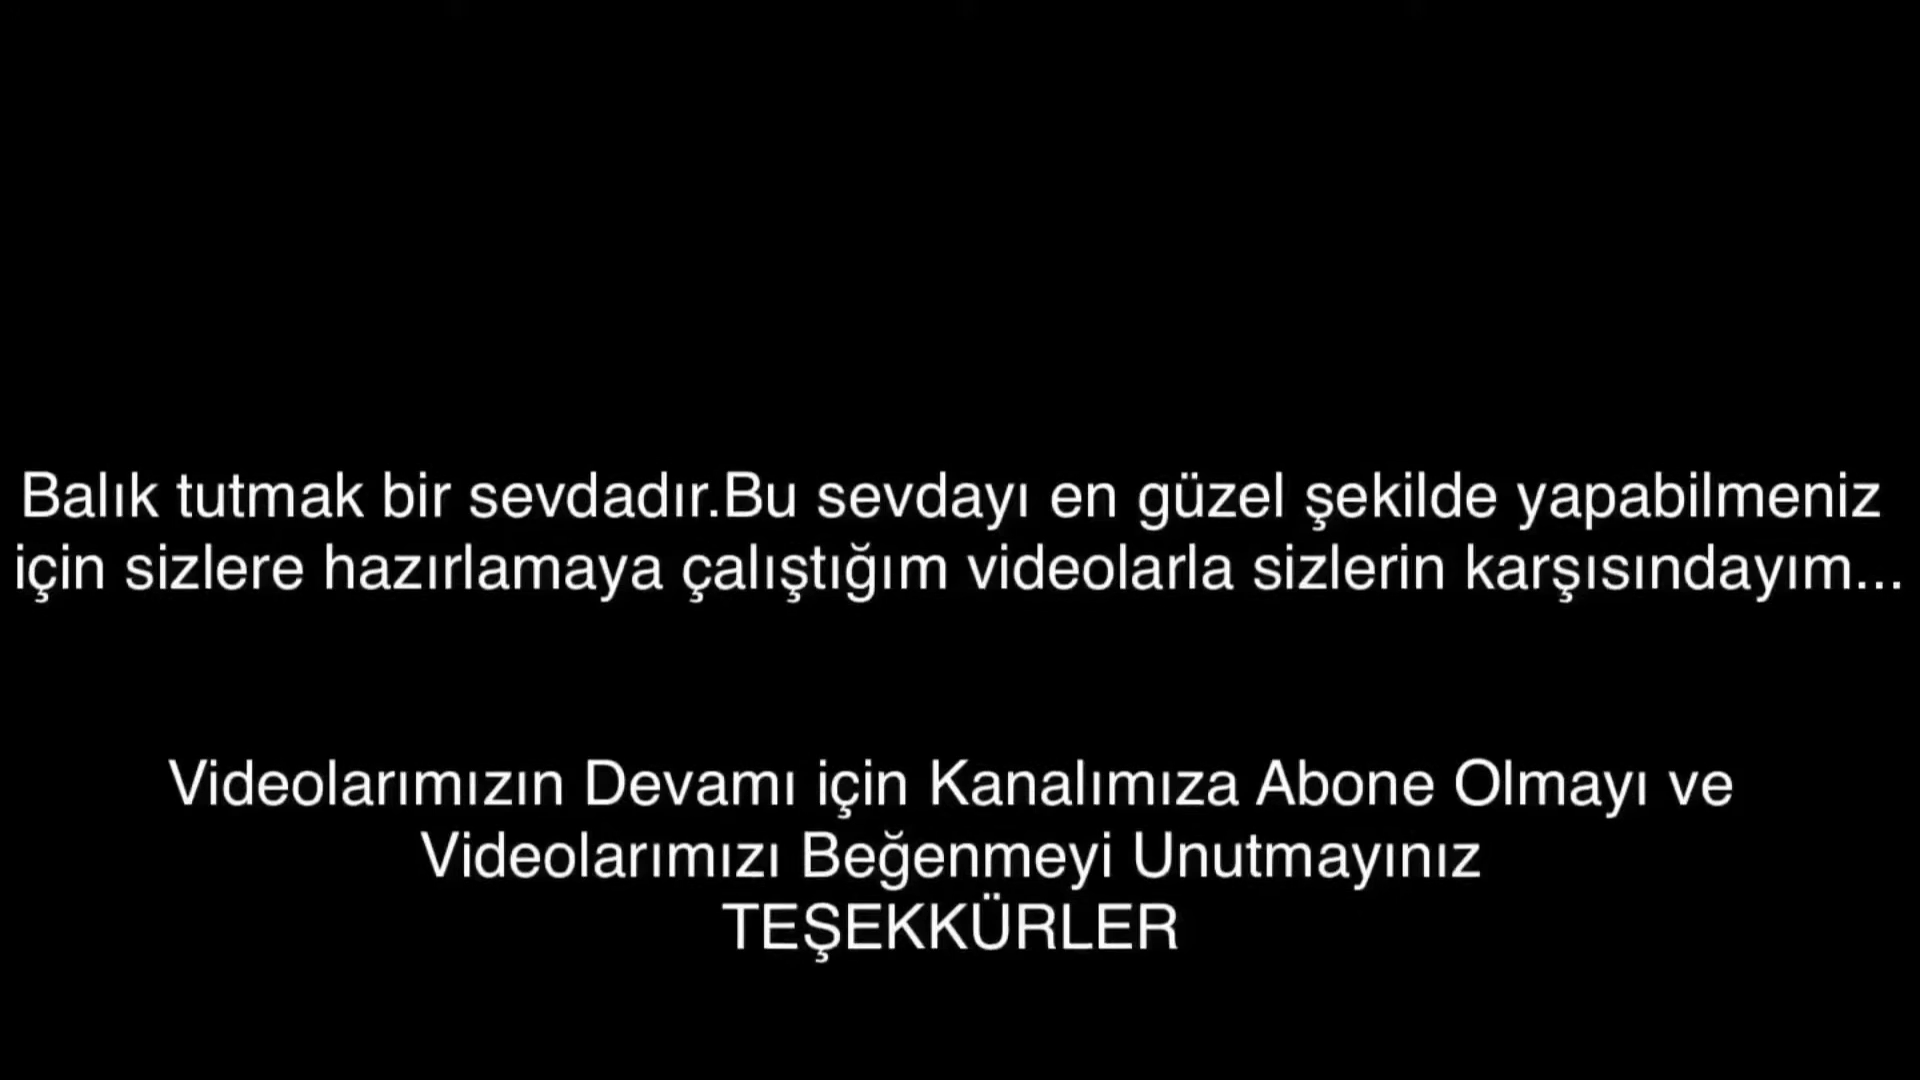 Balık tutmak bir sevdadır.Bu sevdayı en güzel şekilde yapabilmeniz
için sizlere hazırlamaya çalıştığım videolarla sizlerin karşısındayım...
Videolarımızın Devamı için Kanalımıza Abone Olmayı ve
Videolarımızı Beğenmeyi Unutmayınız
TEŞEKKÜRLER